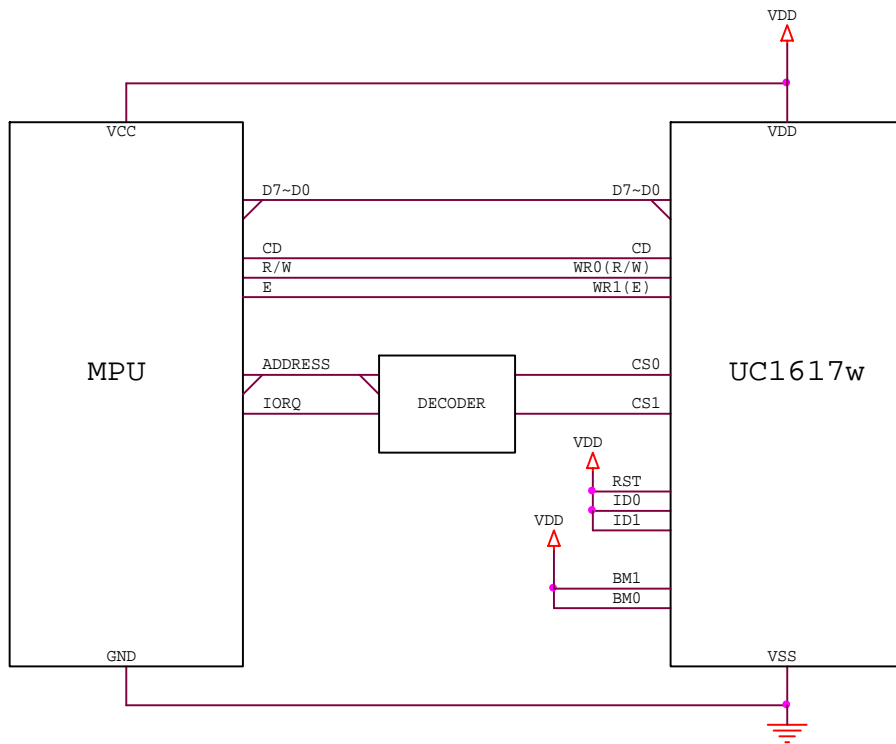 VDD
VCC VDD
D7~D0 D7~D0
CD CD
R/W WR0(R/W)
E WR1(E)
ADDRESS CS0
MPU UC1617w
IORQ DECODER CS1
VDD
RST
ID0
VDD ID1
BM1
BM0
GND VSS